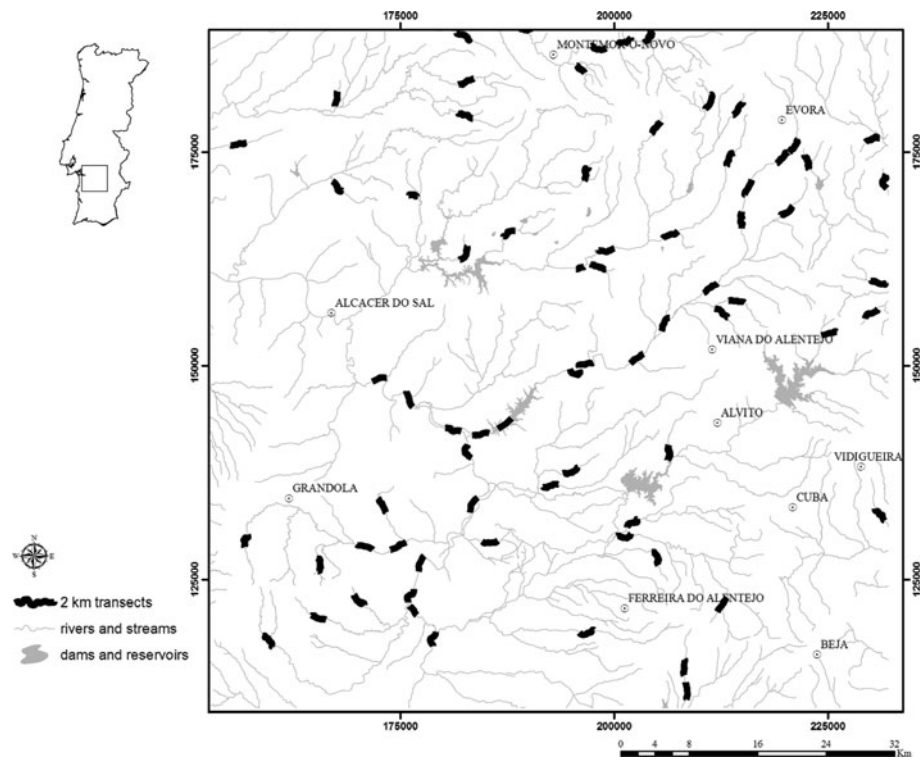 175000 200000 225000
MONTEMOR-O-NOVO
EVORA
175000 175000
ALCACER DO SAL
VIANA DO ALENTEJO
150000 150000
ALVITO
VIDIGUEIRA
GRANDOLA
CUBA
N
W E
S
125000 125000
2 km transects
FERREIRA DO ALENTEJO
rivers and streams
dams and reservoirs
BEJA
175000 200000 225000
0 4 8 16 24 32
Km